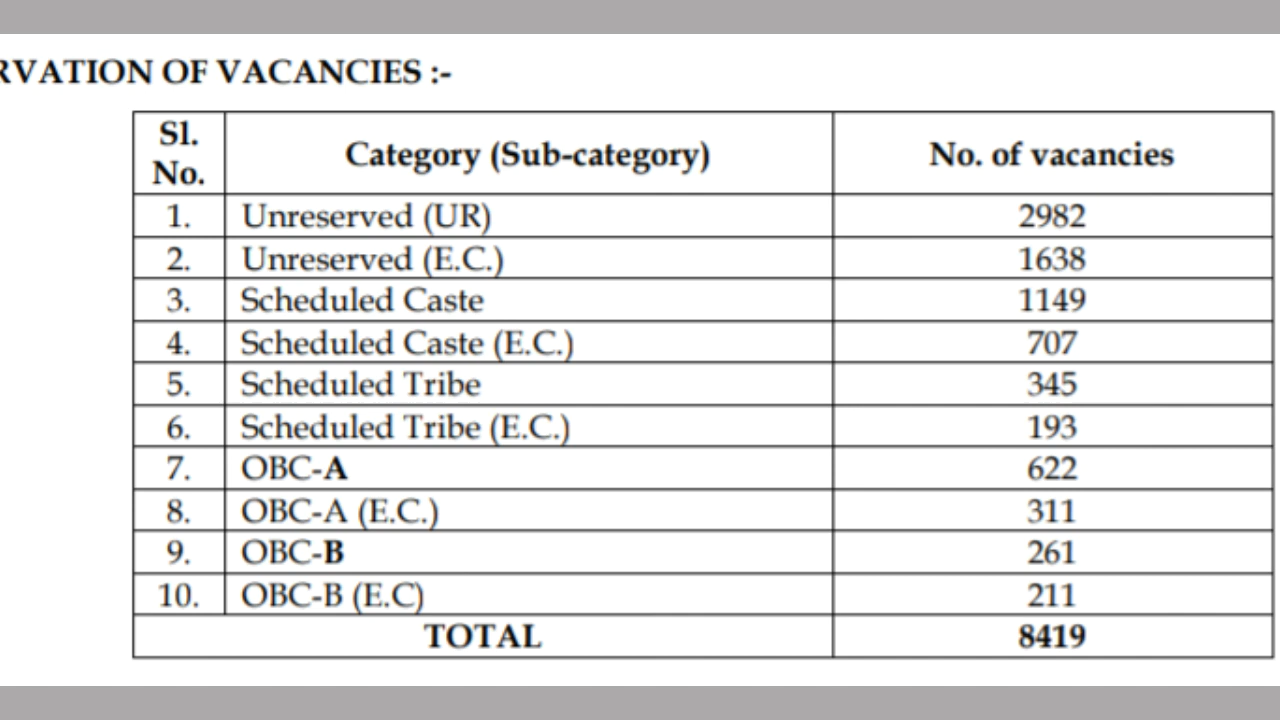 RVATION OF VACANCIES :-
Sl. No. Category (Sub-category) No. of vacancies
1. Unreserved (UR) 2982
2. Unreserved (E.C.) 1638
3. Scheduled Caste 1149
4. Scheduled Caste (E.C.) 707
5. Scheduled Tribe 345
6. Scheduled Tribe (E.C.) 193
7. OBC-A 622
8. OBC-A (E.C.) 311
9. OBC-B 261
10. OBC-B (E.C) 211
TOTAL 8419